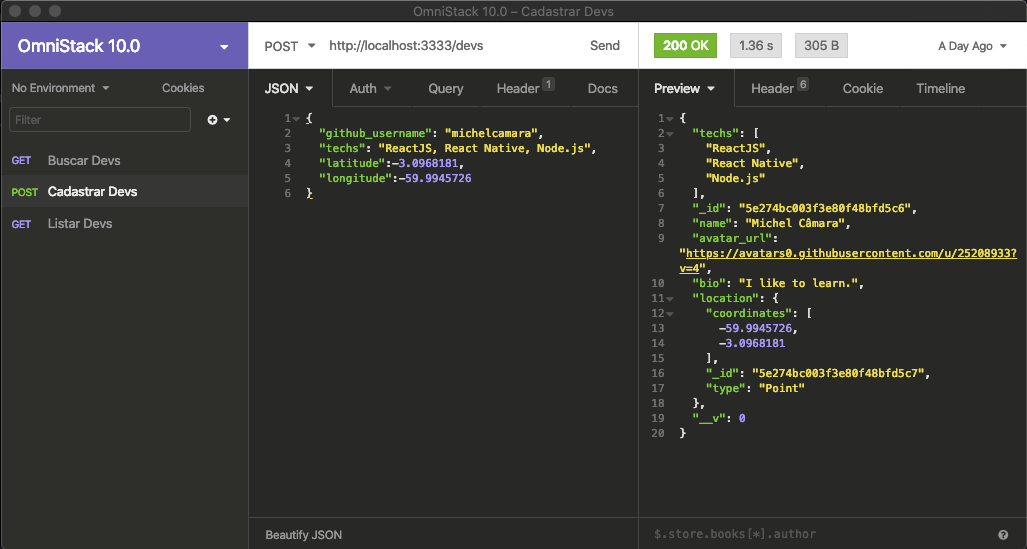 OmniStack 10.0 – Cadastrar Devs
OmniStack 10.0
POST http://localhost:3333/devs Send
200 OK 1.36 s 305 B A Day Ago
No Environment Cookies
Filter
GET Buscar Devs
POST Cadastrar Devs
GET Listar Devs
JSON Auth Query Header 1 Docs
1 {
2 "github_username": "michelcamara",
3 "techs": "ReactJS, React Native, Node.js",
4 "latitude":-3.0968181,
5 "longitude":-59.9945726
6 }
Beautify JSON
Preview Header 6 Cookie Timeline
1 {
2 "techs": [
3 "ReactJS",
4 "React Native",
5 "Node.js"
6 ],
7 "_id": "5e274bc003f3e80f48bfd5c6",
8 "name": "Michel Câmara",
9 "avatar_url":
"https://avatars0.githubusercontent.com/u/25208933?
v=4",
10 "bio": "I like to learn.",
11 "location": {
12 "coordinates": [
13 -59.9945726,
14 -3.0968181
15 ],
16 "_id": "5e274bc003f3e80f48bfd5c7",
17 "type": "Point"
18 },
19 "__v": 0
20 }
$.store.books[*].author